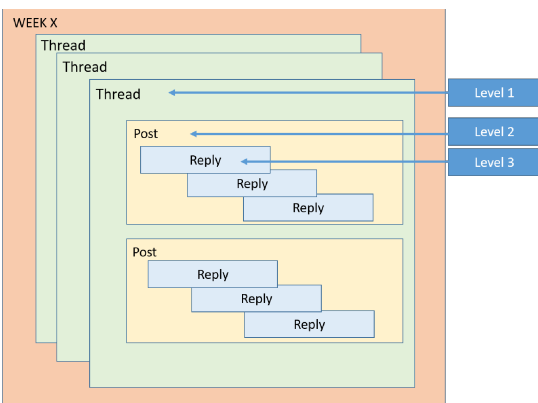 WEEK X
Thread
Thread
Thread
Level 1
Post
Level 2
Reply
Level 3
Reply
Reply
Post
Reply
Reply
Reply